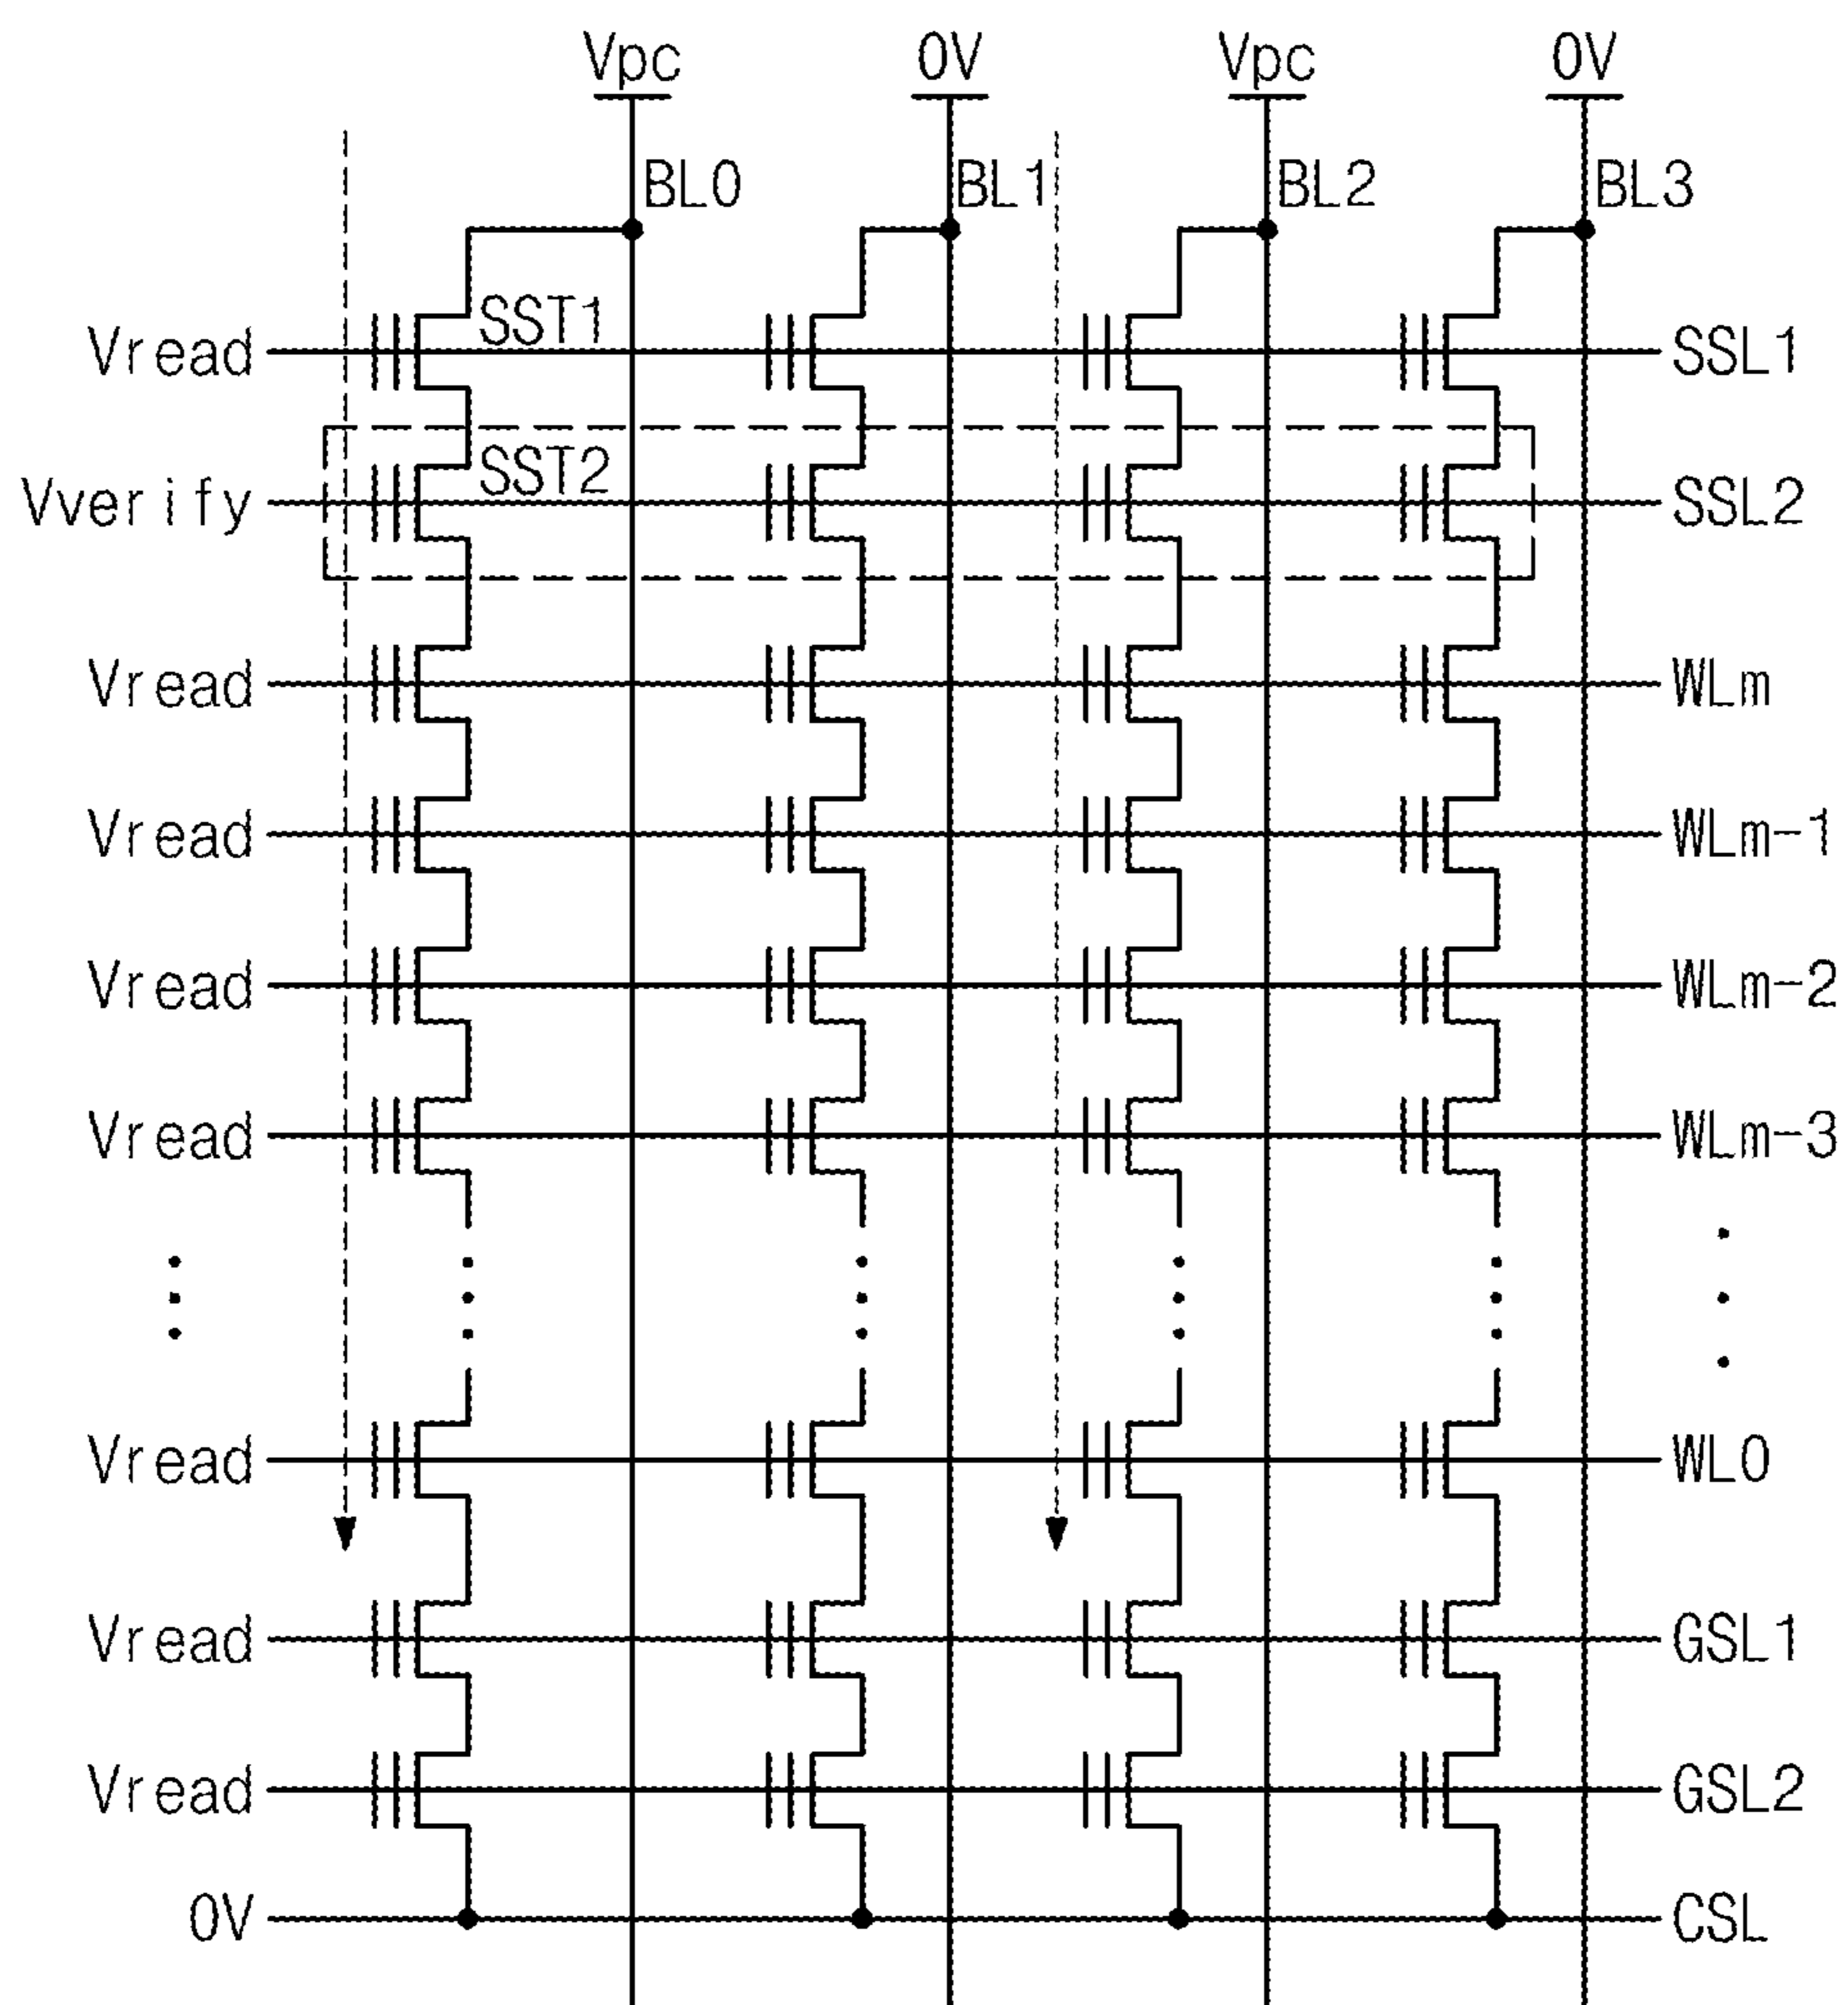 Vpc 0V Vpc 0V
BL0 BL1 BL2 BL3
SST1
Vread SSL1
SST2
Vverify SSL2
Vread WLm
Vread WLm-1
Vread WLm-2
Vread WLm-3
Vread WL0
Vread GSL1
Vread GSL2
0V CSL